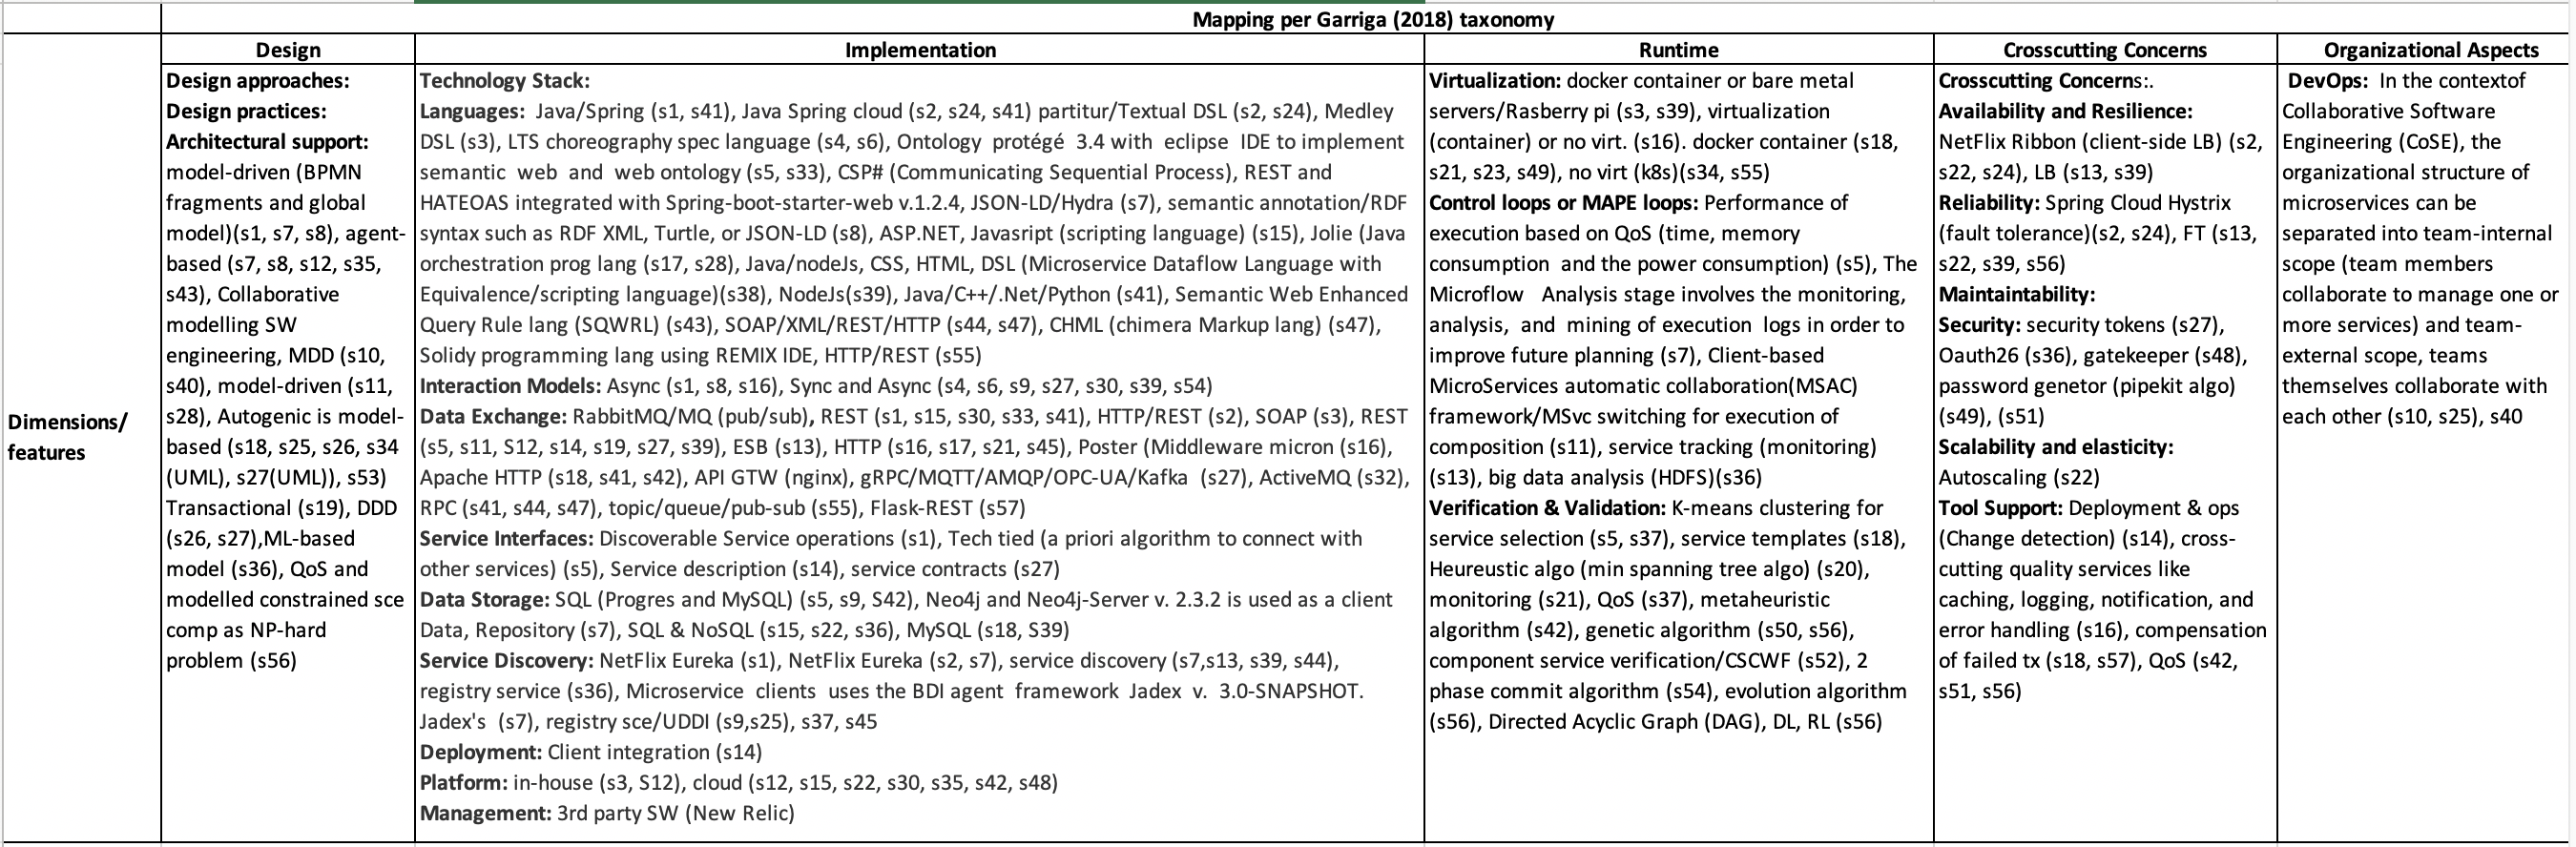 Mapping per Garriga (2018) taxonomy
Dimensions/
features
Design
Design approaches:
Design practices:
Architectural support:
model-driven (BPMN
fragments and global
model)(s1, s7, s8), agent-
based (s7, s8, s12, s35,
s43), Collaborative
modelling SW
engineering, MDD (s10,
s40), model-driven (s11,
s28), Autogenic is model-
based (s18, s25, s26, s34
(UML), s27(UML)), s53)
Transactional (s19), DDD
(s26, s27),ML-based
model (s36), QoS and
modelled constrained sce
comp as NP-hard
problem (s56)
Implementation
Technology Stack:
Languages: Java/Spring (s1, s41), Java Spring cloud (s2, s24, s41) partitur/Textual DSL (s2, s24), Medley
DSL (s3), LTS choreography spec language (s4, s6), Ontology protégé 3.4 with eclipse IDE to implement
semantic web and web ontology (s5, s33), CSP# (Communicating Sequential Process), REST and
HATEOAS integrated with Spring-boot-starter-web v.1.2.4, JSON-LD/Hydra (s7), semantic annotation/RDF
syntax such as RDF XML, Turtle, or JSON-LD (s8), ASP.NET, Javasript (scripting language) (s15), Jolie (Java
orchestration prog lang (s17, s28), Java/nodeJs, CSS, HTML, DSL (Microservice Dataflow Language with
Equivalence/scripting language)(s38), NodeJs(s39), Java/C++/.Net/Python (s41), Semantic Web Enhanced
Query Rule lang (SQWRL) (s43), SOAP/XML/REST/HTTP (s44, s47), CHML (chimera Markup lang) (s47),
Solidy programming lang using REMIX IDE, HTTP/REST (s55)
Interaction Models: Async (s1, s8, s16), Sync and Async (s4, s6, s9, s27, s30, s39, s54)
Data Exchange: RabbitMQ/MQ (pub/sub), REST (s1, s15, s30, s33, s41), HTTP/REST (s2), SOAP (s3), REST
(s5, s11, S12, s14, s19, s27, s39), ESB (s13), HTTP (s16, s17, s21, s45), Poster (Middleware micron (s16),
Apache HTTP (s18, s41, s42), API GTW (nginx), gRPC/MQTT/AMQP/OPC-UA/Kafka (s27), ActiveMQ (s32),
RPC (s41, s44, s47), topic/queue/pub-sub (s55), Flask-REST (s57)
Service Interfaces: Discoverable Service operations (s1), Tech tied (a priori algorithm to connect with
other services) (s5), Service description (s14), service contracts (s27)
Data Storage: SQL (Progres and MySQL) (s5, s9, S42), Neo4j and Neo4j-Server v. 2.3.2 is used as a client
Data, Repository (s7), SQL & NoSQL (s15, s22, s36), MySQL (s18, S39)
Service Discovery: NetFlix Eureka (s1), NetFlix Eureka (s2, s7), service discovery (s7,s13, s39, s44),
registry service (s36), Microservice clients uses the BDI agent framework Jadex v. 3.0-SNAPSHOT.
Jadex's (s7), registry sce/UDDI (s9,s25), s37, s45
Deployment: Client integration (s14)
Platform: in-house (s3, S12), cloud (s12, s15, s22, s30, s35, s42, s48)
Management: 3rd party SW (New Relic)
Runtime
Virtualization: docker container or bare metal
servers/Rasberry pi (s3, s39), virtualization
(container) or no virt. (s16). docker container (s18,
s21, s23, s49), no virt (k8s)(s34, s55)
Control loops or MAPE loops: Performance of
execution based on QoS (time, memory
consumption and the power consumption) (s5), The
Microflow Analysis stage involves the monitoring,
analysis, and mining of execution logs in order to
improve future planning (s7), Client-based
MicroServices automatic collaboration(MSAC)
framework/MSvc switching for execution of
composition (s11), service tracking (monitoring)
(s13), big data analysis (HDFS)(s36)
Verification & Validation: K-means clustering for
service selection (s5, s37), service templates (s18),
Heureustic algo (min spanning tree algo) (s20),
monitoring (s21), QoS (s37), metaheuristic
algorithm (s42), genetic algorithm (s50, s56),
component service verification/CSCWF (s52), 2
phase commit algorithm (s54), evolution algorithm
(s56), Directed Acyclic Graph (DAG), DL, RL (s56)
Crosscutting Concerns
Crosscutting Concerns:.
Availability and Resilience:
NetFlix Ribbon (client-side LB) (s2,
s22, s24), LB (s13, s39)
Reliability: Spring Cloud Hystrix
(fault tolerance)(s2, s24), FT (s13,
s22, s39, s56)
Maintaintability:
Security: security tokens (s27),
Oauth26 (s36), gatekeeper (s48),
password genetor (pipekit algo)
(s49), (s51)
Scalability and elasticity:
Autoscaling (s22)
Tool Support: Deployment & ops
(Change detection) (s14), cross-
cutting quality services like
caching, logging, notification, and
error handling (s16), compensation
of failed tx (s18, s57), QoS (s42,
s51, s56)
Organizational Aspects
DevOps: In the contextof
Collaborative Software
Engineering (CoSE), the
organizational structure of
microservices can be
separated into team-internal
scope (team members
collaborate to manage one or
more services) and team-
external scope, teams
themselves collaborate with
each other (s10, s25), s40